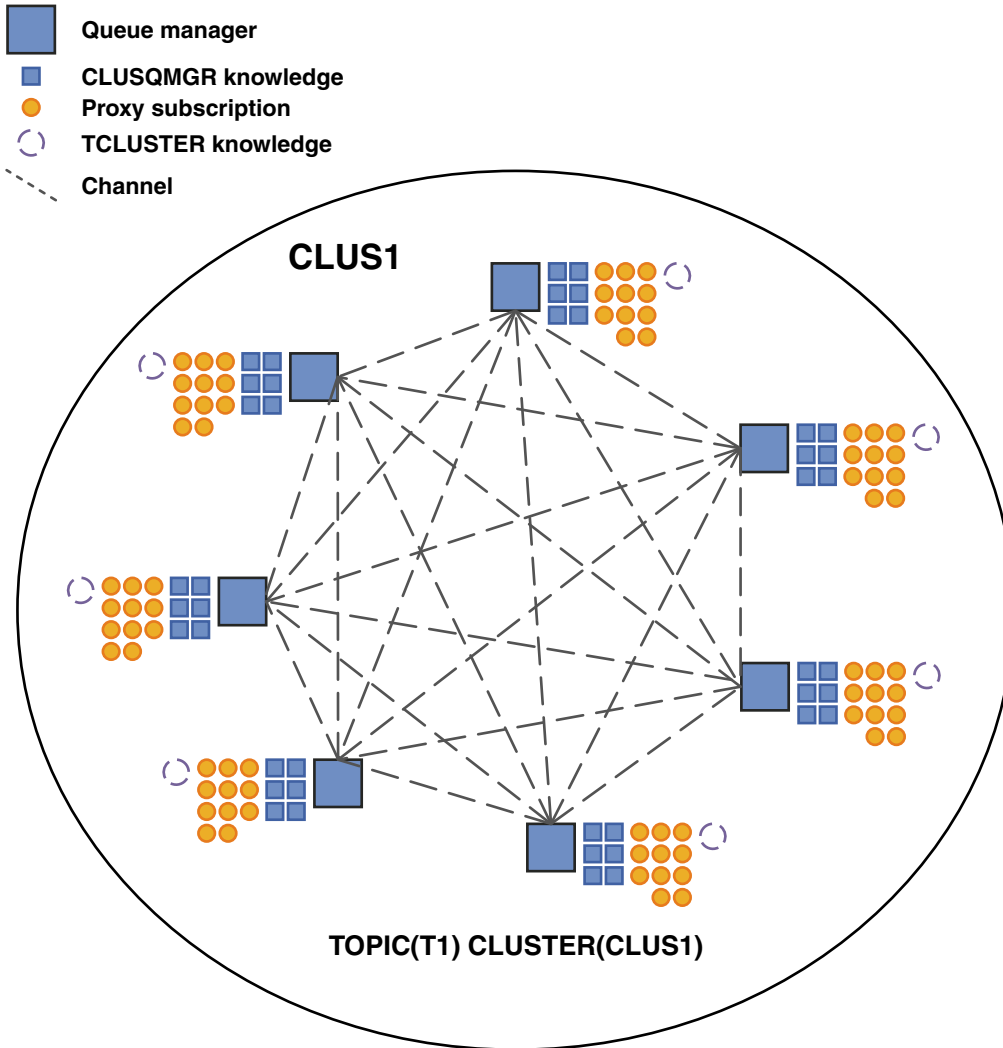 Queue manager
CLUSQMGR knowledge
Proxy subscription
TCLUSTER knowledge
Channel
CLUS1
TOPIC(T1) CLUSTER(CLUS1)